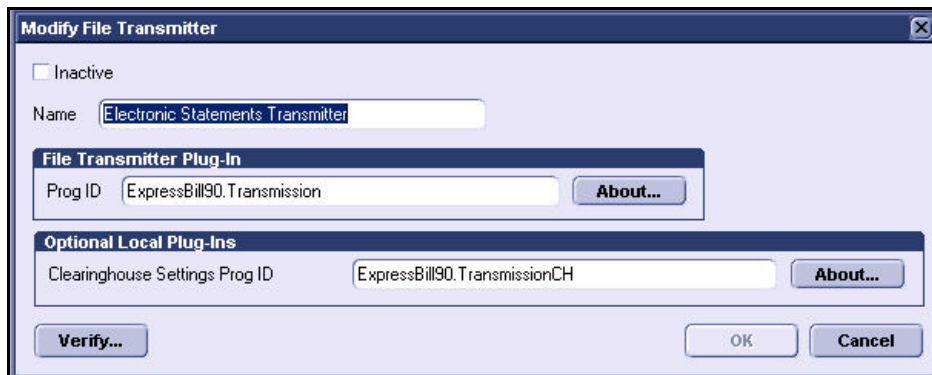 Modify File Transmitter
Inactive
Name Electronic Statements Transmitter
File Transmitter Plug-In
Prog ID ExpressBill90.Transmission About...
Optional Local Plug-Ins
Clearinghouse Settings Prog ID ExpressBill90.TransmissionCH About...
Verify... OK Cancel